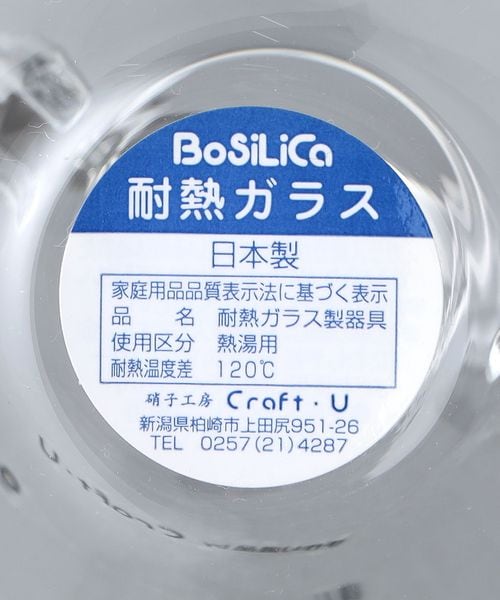 BoSiLiCa
耐熱ガラス
日本製
家庭用品品質表示法に基づく表示
品　　名　耐熱ガラス製器具
使用区分　熱湯用
耐熱温度差　120℃
硝子工房 Craft・U
新潟県柏崎市上田尻951-26
TEL　0257(21)4287